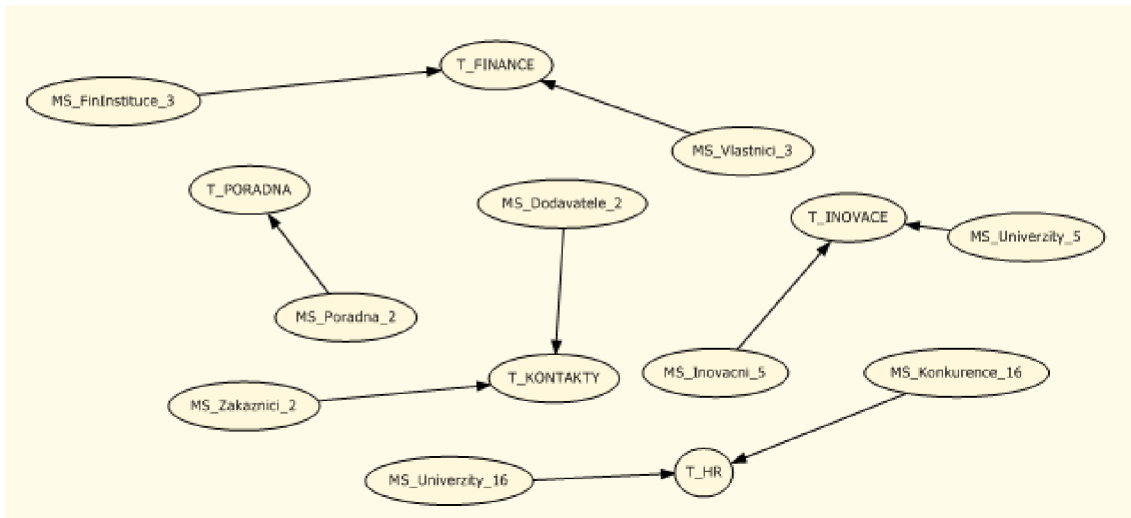 T_FINANCE
MS_FinInstituce_3
MS_Vlastnici_3
T_PORADNA
MS_Dodavatele_2
T_INOVACE
MS_Univerzity_5
MS_Poradna_2
T_KONTAKTY
MS_Inovacni_5
MS_Konkurence_16
MS_Zakaznici_2
T_HR
MS_Univerzity_16